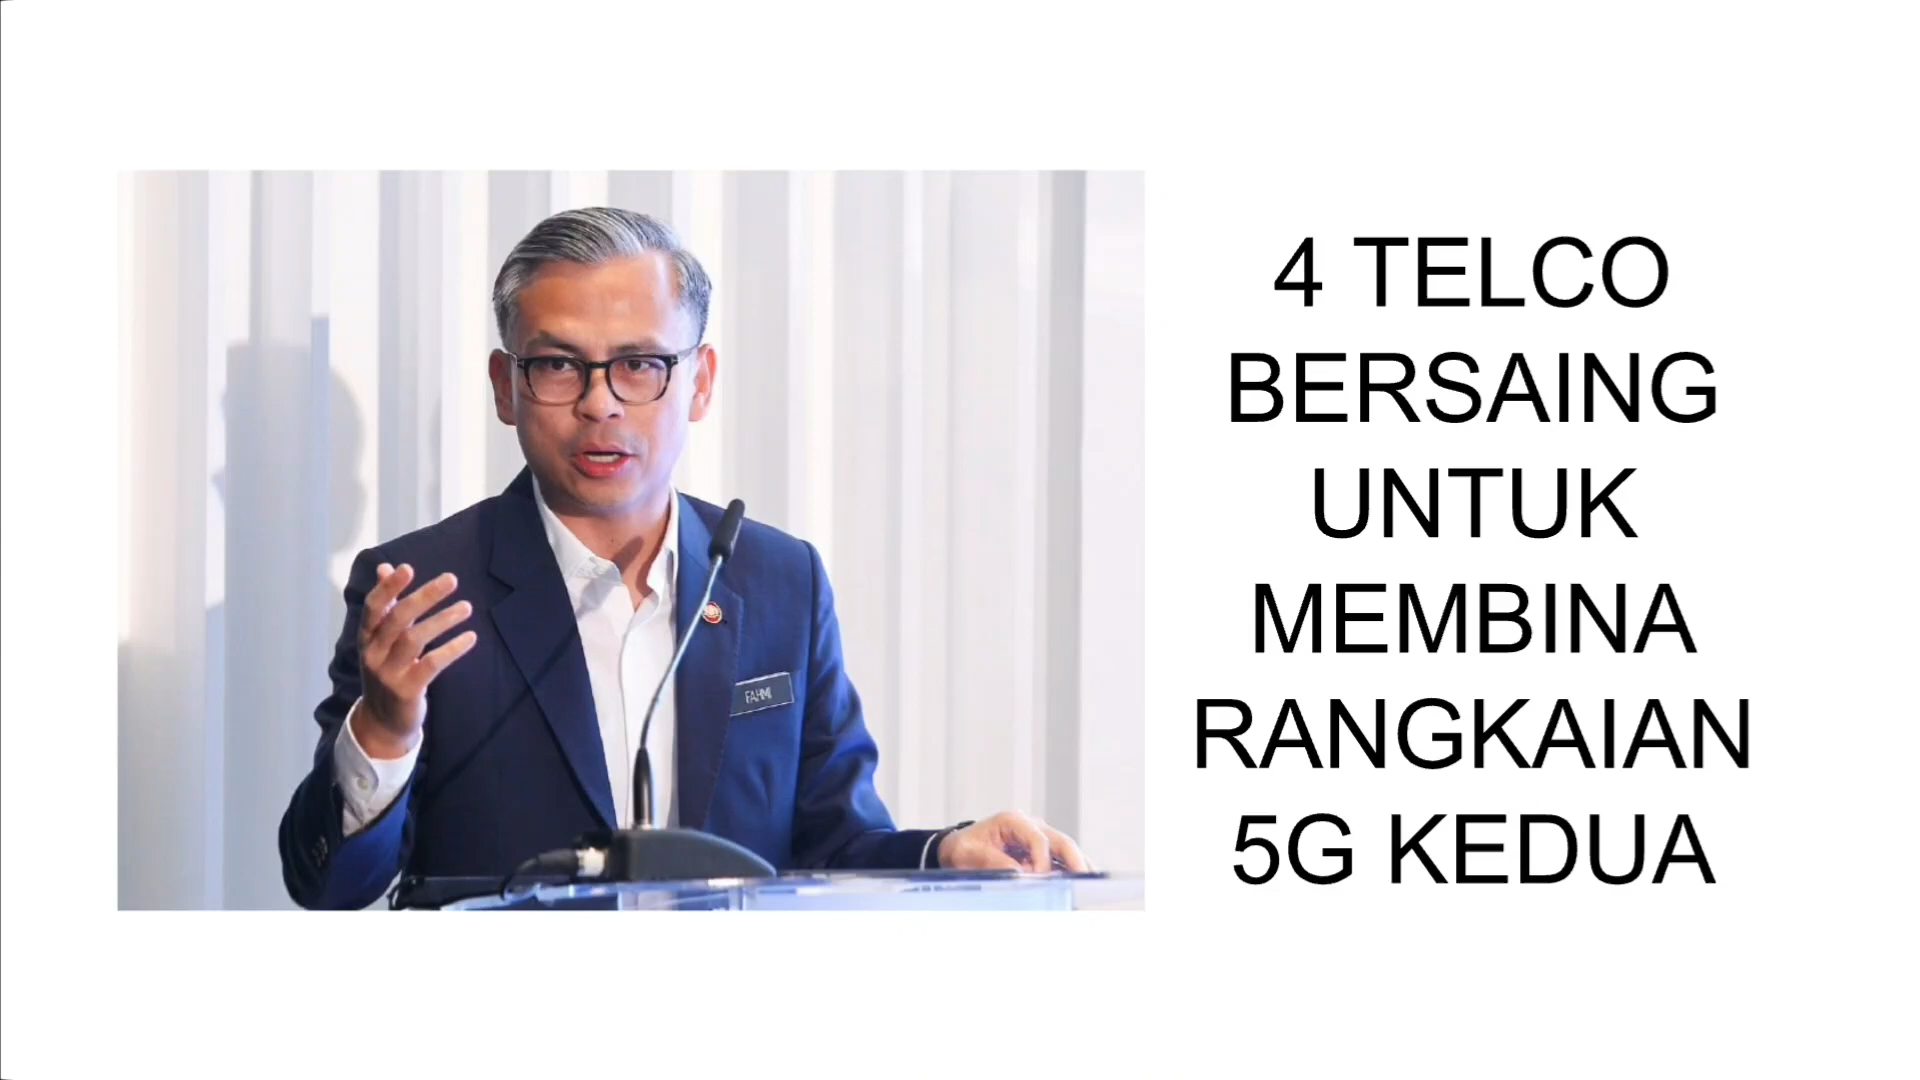 4 TELCO
BERSAING
UNTUK
MEMBINA
RANGKAIAN
5G KEDUA
FAHMI